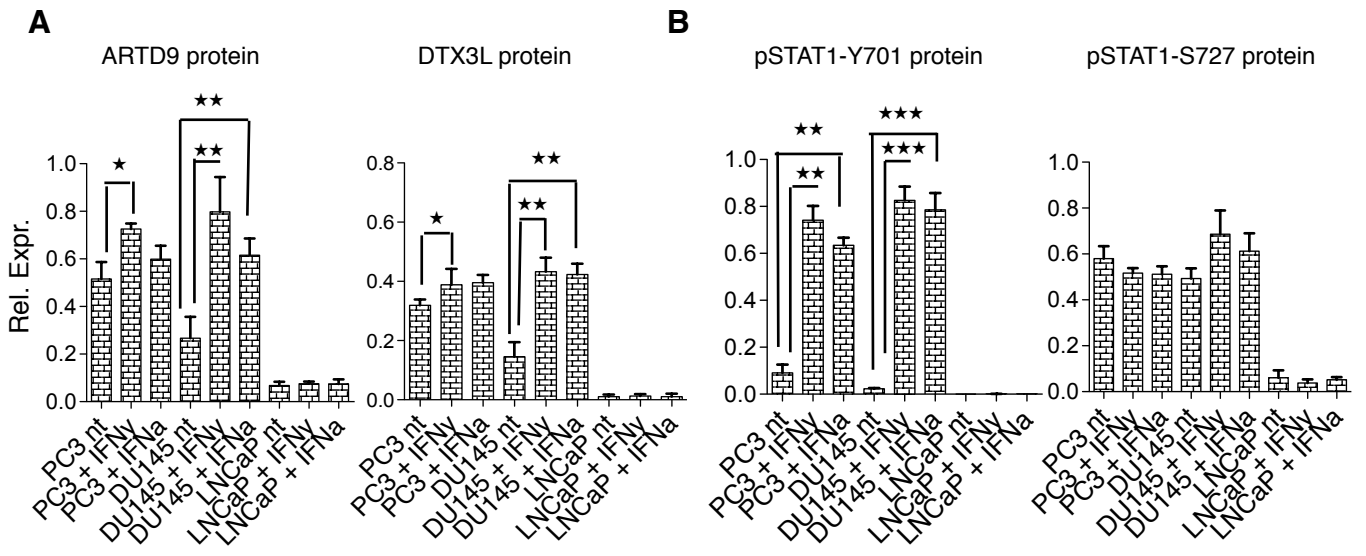 A
B
ARTD9 protein
DTX3L protein
pSTAT1-Y701 protein
pSTAT1-S727 protein
★★
★★
★
★★
★★
★
★★★
★★★
★★
★★
Rel. Expr.
1.0
0.8
0.6
0.4
0.2
0.0
0.8
0.6
0.4
0.2
0.0
1.0
0.8
0.6
0.4
0.2
0.0
1.0
0.8
0.6
0.4
0.2
0.0
PC3 nt
PC3 + IFNγ
PC3 + IFNa
DU145 nt
DU145 + IFNγ
DU145 + IFNa
LNCaP nt
LNCaP + IFNγ
LNCaP + IFNa
PC3 nt
PC3 + IFNγ
PC3 + IFNa
DU145 nt
DU145 + IFNγ
DU145 + IFNa
LNCaP nt
LNCaP + IFNγ
LNCaP + IFNa
PC3 nt
PC3 + IFNγ
PC3 + IFNa
DU145 nt
DU145 + IFNγ
DU145 + IFNa
LNCaP nt
LNCaP + IFNγ
LNCaP + IFNa
PC3 nt
PC3 + IFNγ
PC3 + IFNa
DU145 nt
DU145 + IFNγ
DU145 + IFNa
LNCaP nt
LNCaP + IFNγ
LNCaP + IFNa